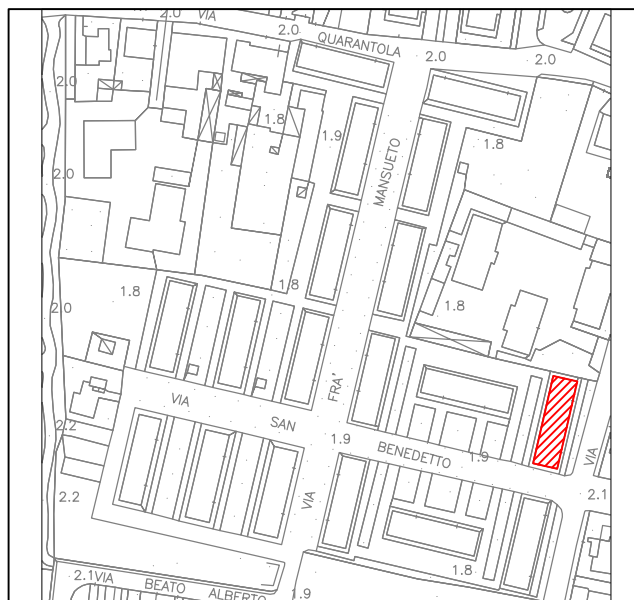 2.0 VIA
2.0 QUARANTOLA 2.0 2.0
2.0
1.8 1.9 1.8
2.0
MANSUETO
1.8
1.8 1.8
2.0
FRA'
VIA SAN BENEDETTO
1.9 1.9
2.2
VIA
2.2 2.1
VIA
1.8
2.1 VIA BEATO ALBERTO 1.9